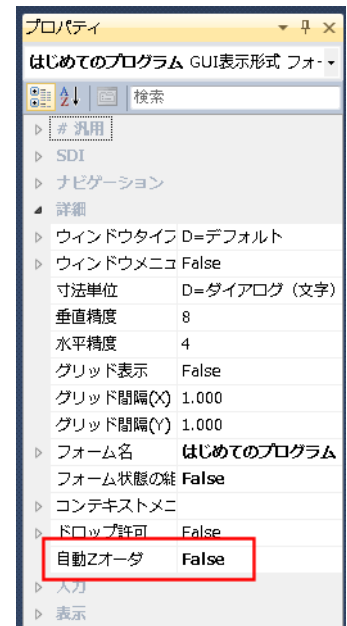 プロパティ
はじめてのプログラム GUI表示形式 フォー
検索
# 汎用
SDI
ナビゲーション
詳細
ウィンドウタイプ D=デフォルト
ウィンドウメニュ False
寸法単位 D=ダイアログ (文字)
垂直精度 8
水平精度 4
グリッド表示 False
グリッド間隔(X) 1.000
グリッド間隔(Y) 1.000
フォーム名 はじめてのプログラム
フォーム状態の継 False
コンテキストメニ
ドロップ許可 False
自動Zオーダ False
入力
表示